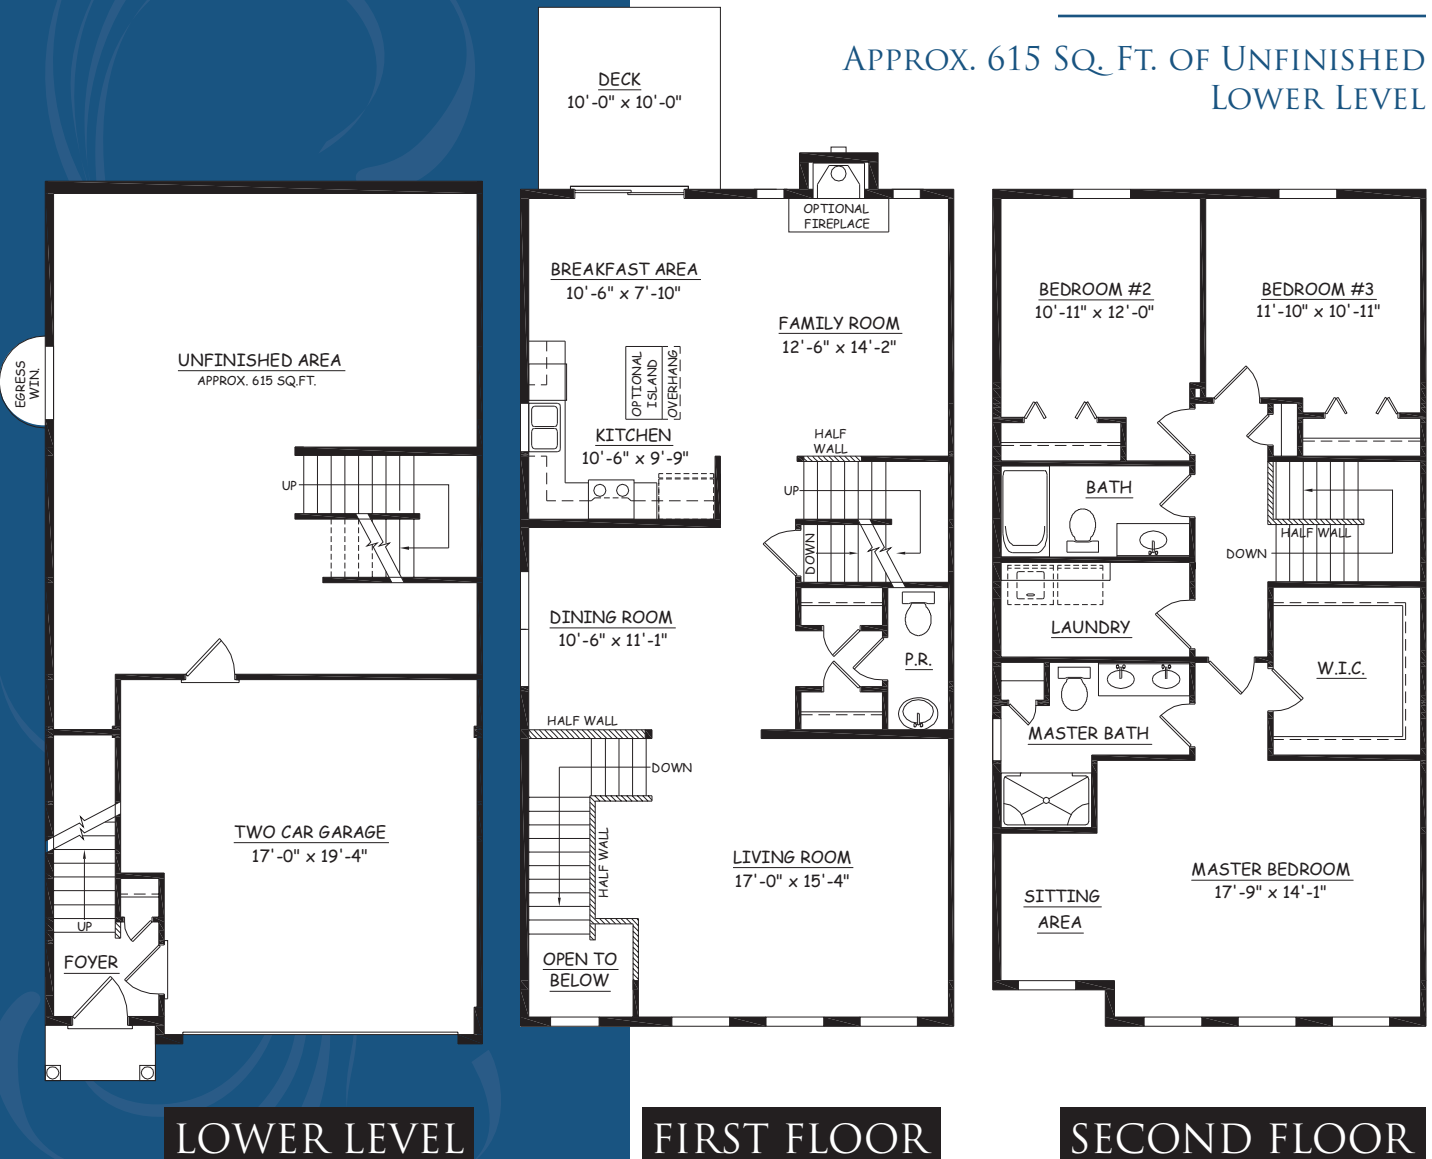 APPROX. 615 SQ. FT. OF UNFINISHED
LOWER LEVEL
UNFINISHED AREA
APPROX. 615 SQ.FT.
EGRESS
WIN.
UP
TWO CAR GARAGE
17'-0" x 19'-4"
UP
FOYER
LOWER LEVEL
DECK
10'-0" x 10'-0"
OPTIONAL
FIREPLACE
BREAKFAST AREA
10'-6" x 7'-10"
FAMILY ROOM
12'-6" x 14'-2"
OPTIONAL
ISLAND
OVERHANG
KITCHEN
10'-6" x 9'-9"
HALF
WALL
UP
DOWN
DINING ROOM
10'-6" x 11'-1"
P.R.
HALF WALL
DOWN
HALF WALL
LIVING ROOM
17'-0" x 15'-4"
OPEN TO
BELOW
FIRST FLOOR
BEDROOM #2
10'-11" x 12'-0"
BEDROOM #3
11'-10" x 10'-11"
BATH
HALF WALL
DOWN
LAUNDRY
W.I.C.
MASTER BATH
MASTER BEDROOM
17'-9" x 14'-1"
SITTING
AREA
SECOND FLOOR